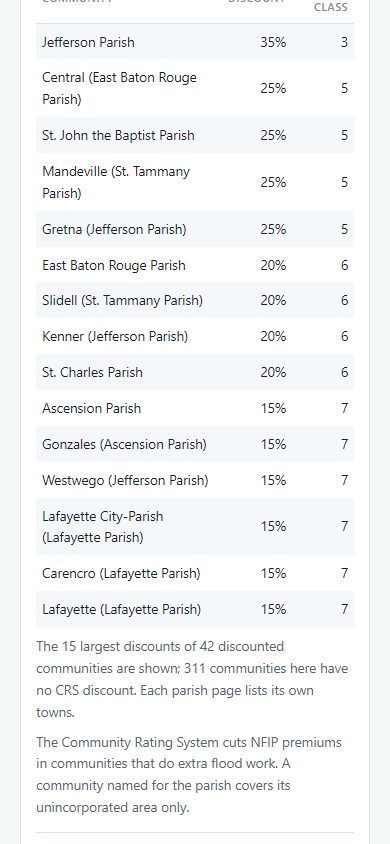 CLASS
Jefferson Parish 35% 3
Central (East Baton Rouge
Parish) 25% 5
St. John the Baptist Parish 25% 5
Mandeville (St. Tammany
Parish) 25% 5
Gretna (Jefferson Parish) 25% 5
East Baton Rouge Parish 20% 6
Slidell (St. Tammany Parish) 20% 6
Kenner (Jefferson Parish) 20% 6
St. Charles Parish 20% 6
Ascension Parish 15% 7
Gonzales (Ascension Parish) 15% 7
Westwego (Jefferson Parish) 15% 7
Lafayette City-Parish
(Lafayette Parish) 15% 7
Carencro (Lafayette Parish) 15% 7
Lafayette (Lafayette Parish) 15% 7
The 15 largest discounts of 42 discounted
communities are shown; 311 communities here have
no CRS discount. Each parish page lists its own
towns.
The Community Rating System cuts NFIP premiums
in communities that do extra flood work. A
community named for the parish covers its
unincorporated area only.